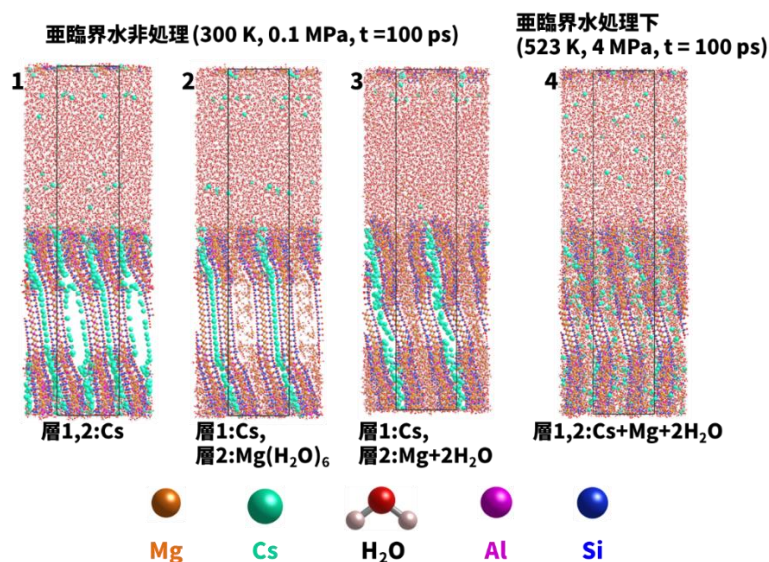 亜臨界水非処理 (300 K, 0.1 MPa, t =100 ps)
亜臨界水処理下
(523 K, 4 MPa, t = 100 ps)
1
2
3
4
層1,2:Cs
層1:Cs,
層2:Mg(H₂O)₆
層1:Cs,
層2:Mg+2H₂O
層1,2:Cs+Mg+2H₂O
Mg
Cs
H₂O
Al
Si